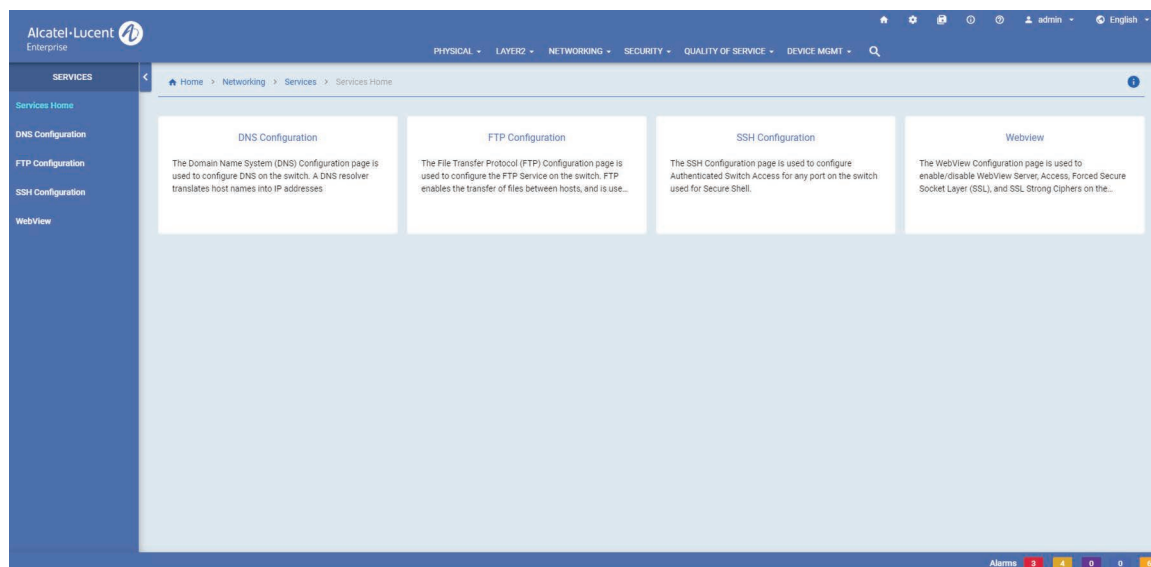 Alcatel·Lucent
Enterprise
admin
English
PHYSICAL
LAYER2
NETWORKING
SECURITY
QUALITY OF SERVICE
DEVICE MGMT
SERVICES
Home > Networking > Services > Services Home
Services Home
DNS Configuration
FTP Configuration
SSH Configuration
WebView
DNS Configuration
The Domain Name System (DNS) Configuration page is
used to configure DNS on the switch. A DNS resolver
translates host names into IP addresses
FTP Configuration
The File Transfer Protocol (FTP) Configuration page is
used to configure the FTP Service on the switch. FTP
enables the transfer of files between hosts, and is use...
SSH Configuration
The SSH Configuration page is used to configure
Authenticated Switch Access for any port on the switch
used for Secure Shell.
Webview
The WebView Configuration page is used to
enable/disable WebView Server, Access, Forced Secure
Socket Layer (SSL), and SSL Strong Ciphers on the...
Alarms 3 4 0 0